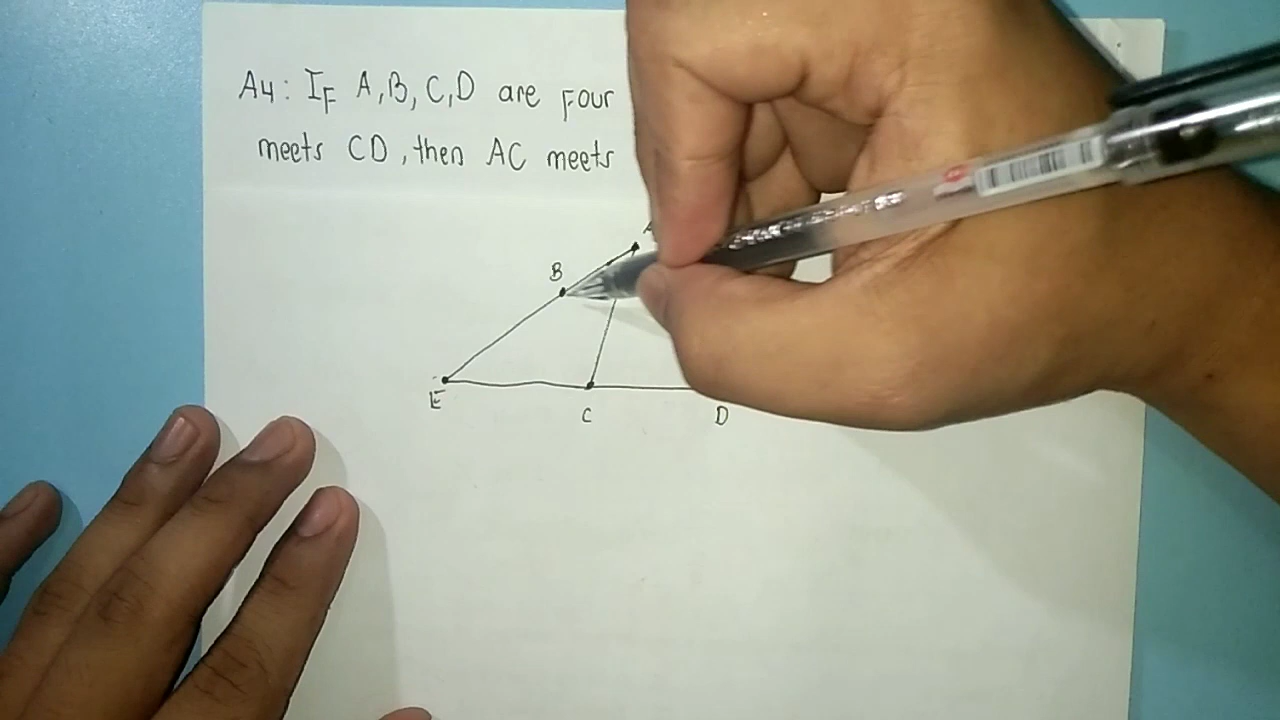 A4: IF A, B, C, D are FOUR
meets CD, then AC meets
B
E
C
D